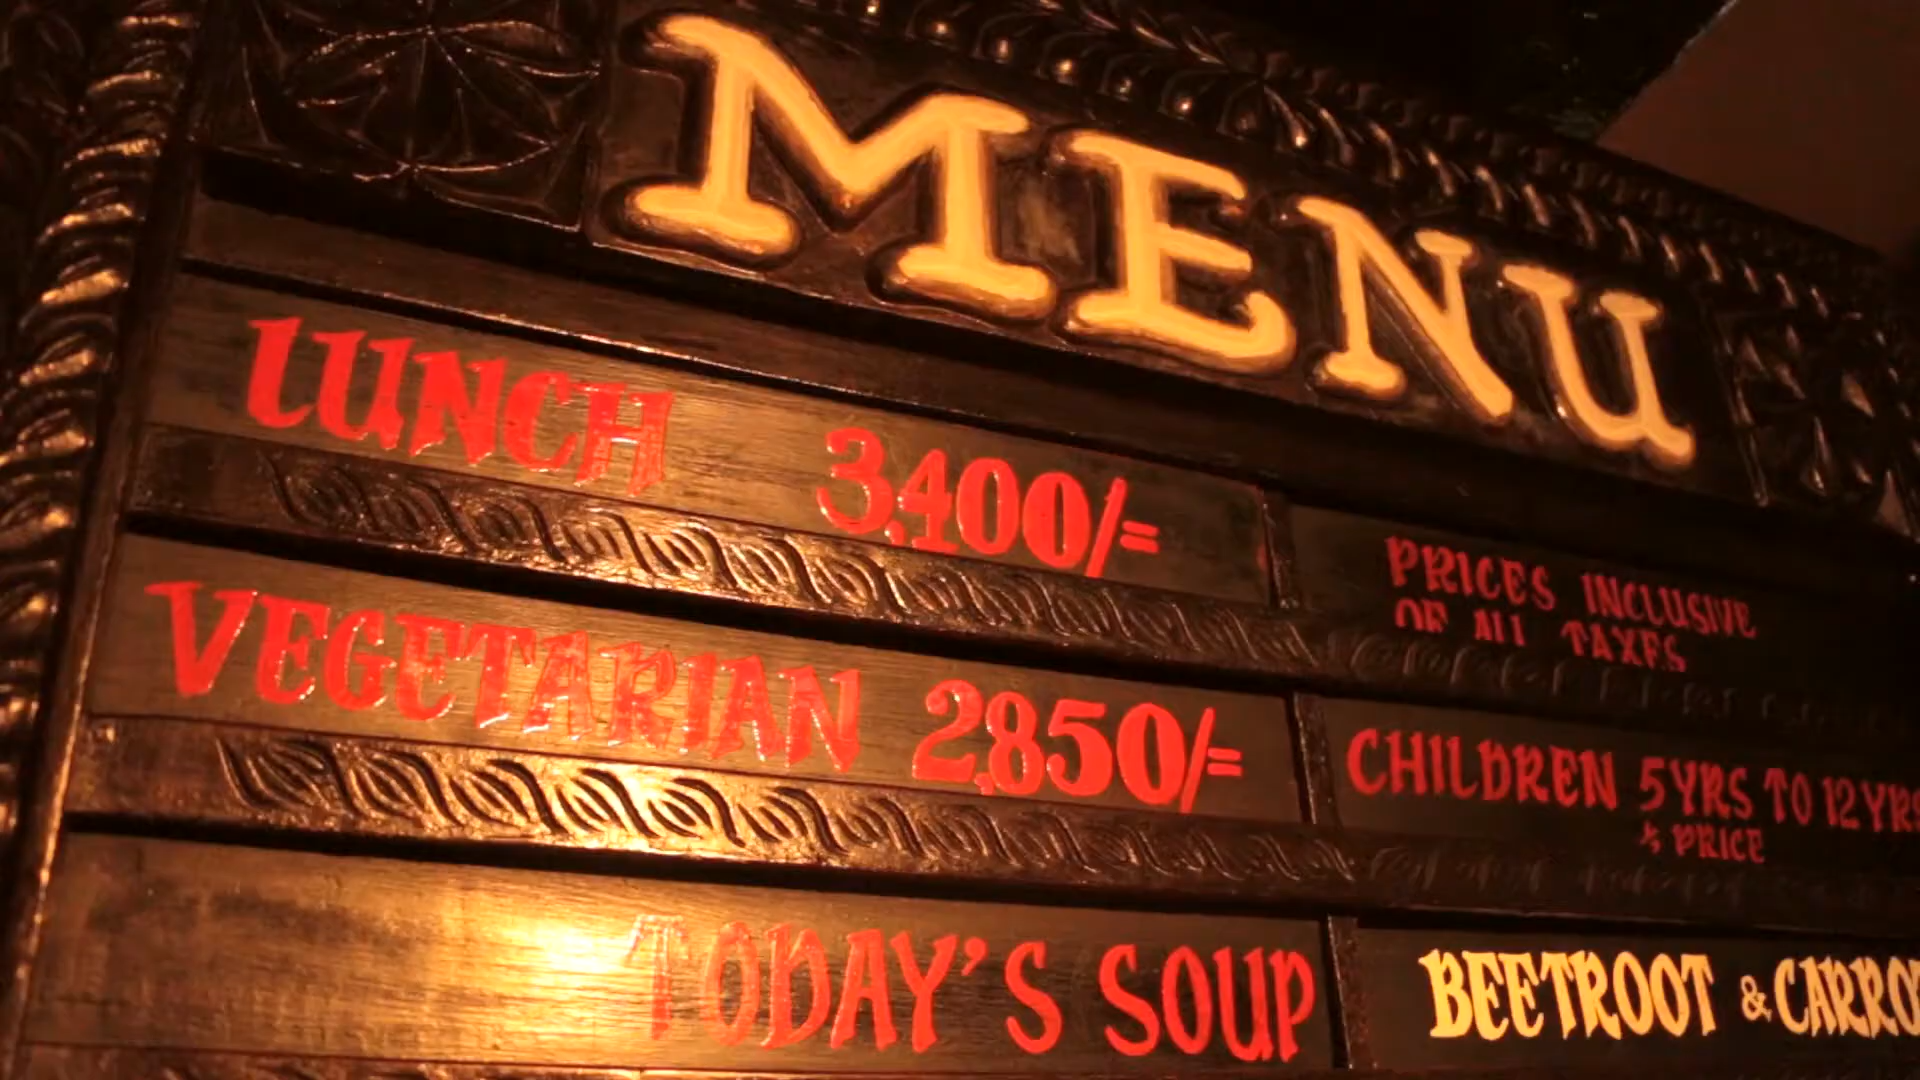 MENU
LUNCH 3,400/=
PRICES INCLUSIVE
OF ALL TAXES
VEGETARIAN 2,850/=
CHILDREN 5YRS TO 12YRS
½ PRICE
TODAY'S SOUP
BEETROOT & CARRO